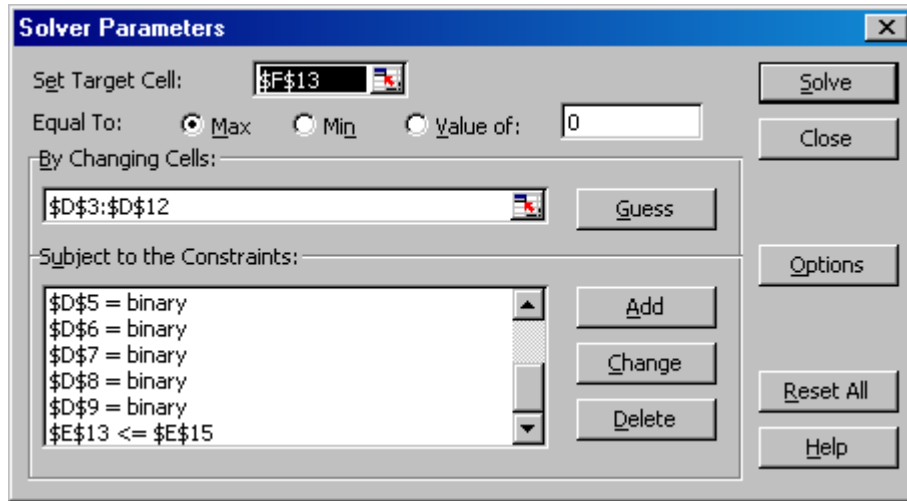 Solver Parameters
Set Target Cell: $F$13 Solve
Equal To: Max Min Value of: 0 Close
By Changing Cells:
$D$3:$D$12 Guess
Subject to the Constraints: Options
$D$5 = binary Add
$D$6 = binary
$D$7 = binary Change
$D$8 = binary Reset All
$D$9 = binary Delete
$E$13 <= $E$15 Help